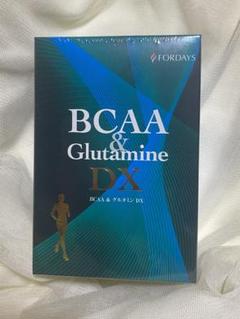 FORDAYS
BCAA
&
Glutamine
DX
BCAA & グルタミン DX